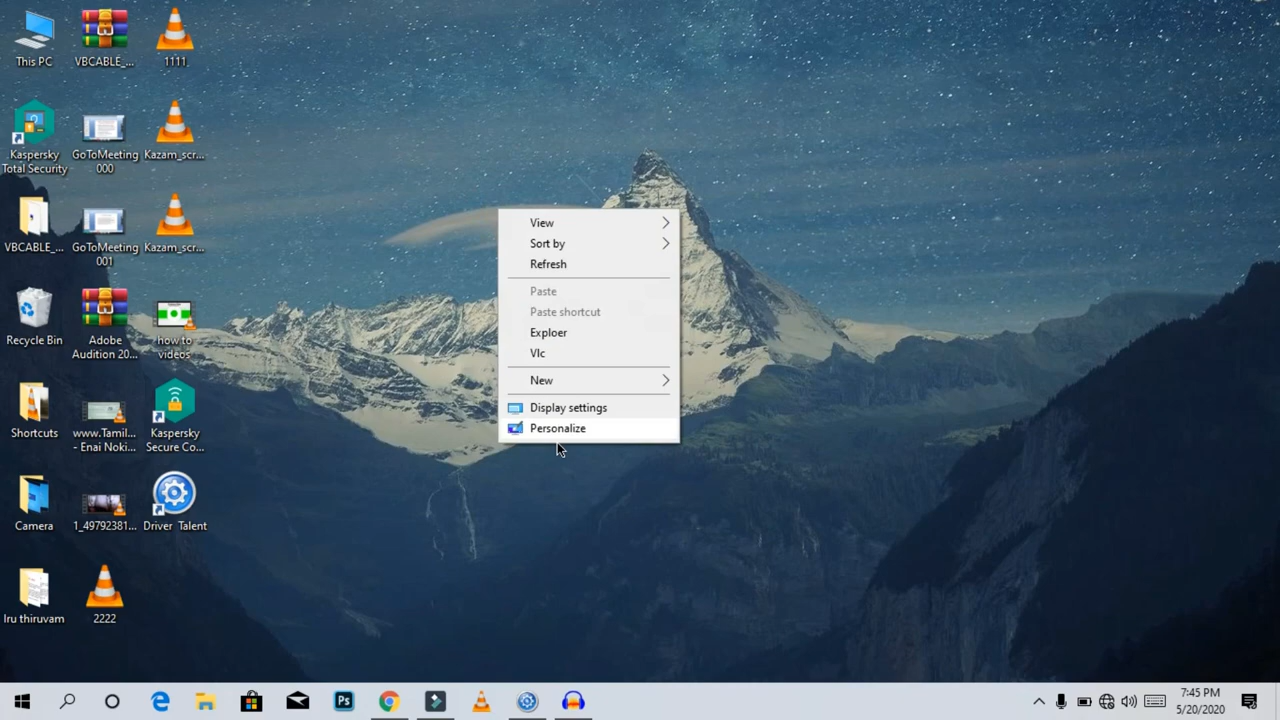 This PC
VBCABLE_...
1111.
Kaspersky
Total Security
GoToMeeting
000
Kazam_scr...
VBCABLE_...
GoToMeeting
001
Kazam_scr...
Recycle Bin
Adobe
Audition 20...
how to
videos
Shortcuts
www.Tamil...
- Enai Noki...
Kaspersky
Secure Co...
Camera
1_49792381...
Driver Talent
Iru thiruvam
2222
View
Sort by
Refresh
Paste
Paste shortcut
Exploer
Vlc
New
Display settings
Personalize
Ps
7:45 PM
5/20/2020